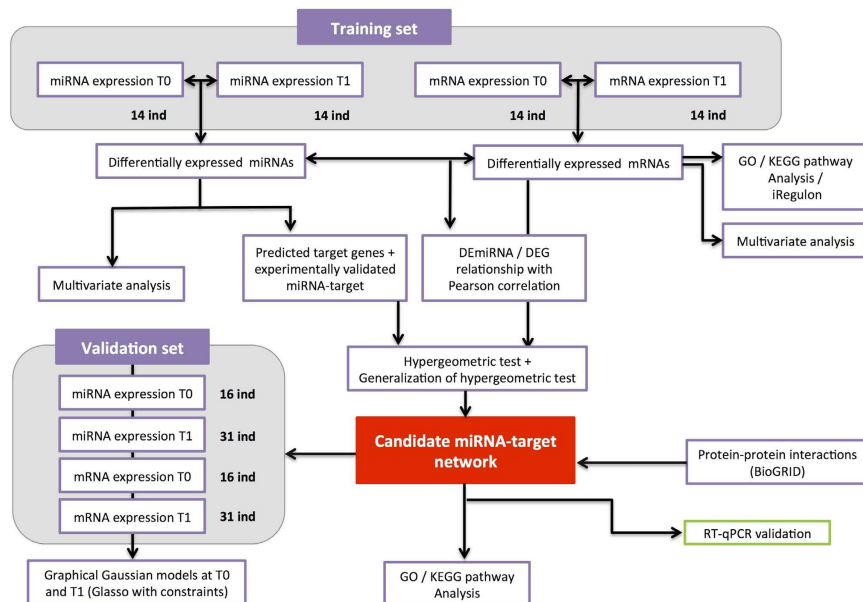 Training set
miRNA expression T0
miRNA expression T1
mRNA expression T0
mRNA expression T1
14 ind
14 ind
14 ind
14 ind
Differentially expressed miRNAs
Differentially expressed mRNAs
GO / KEGG pathway
Analysis /
iRegulon
Multivariate analysis
Predicted target genes +
experimentally validated
miRNA-target
DEmiRNA / DEG
relationship with
Pearson correlation
Multivariate analysis
Validation set
miRNA expression T0
16 ind
miRNA expression T1
31 ind
mRNA expression T0
16 ind
mRNA expression T1
31 ind
Hypergeometric test +
Generalization of hypergeometric test
Candidate miRNA-target
network
Protein-protein interactions
(BioGRID)
RT-qPCR validation
Graphical Gaussian models at T0
and T1 (Glasso with constraints)
GO / KEGG pathway
Analysis